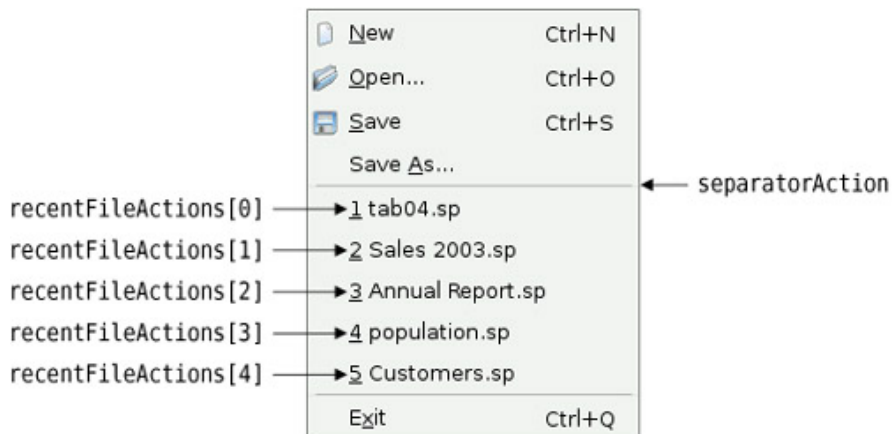 New Ctrl+N
Open... Ctrl+O
Save Ctrl+S
Save As...
separatorAction
recentFileActions[0] 1 tab04.sp
recentFileActions[1] 2 Sales 2003.sp
recentFileActions[2] 3 Annual Report.sp
recentFileActions[3] 4 population.sp
recentFileActions[4] 5 Customers.sp
Exit Ctrl+Q